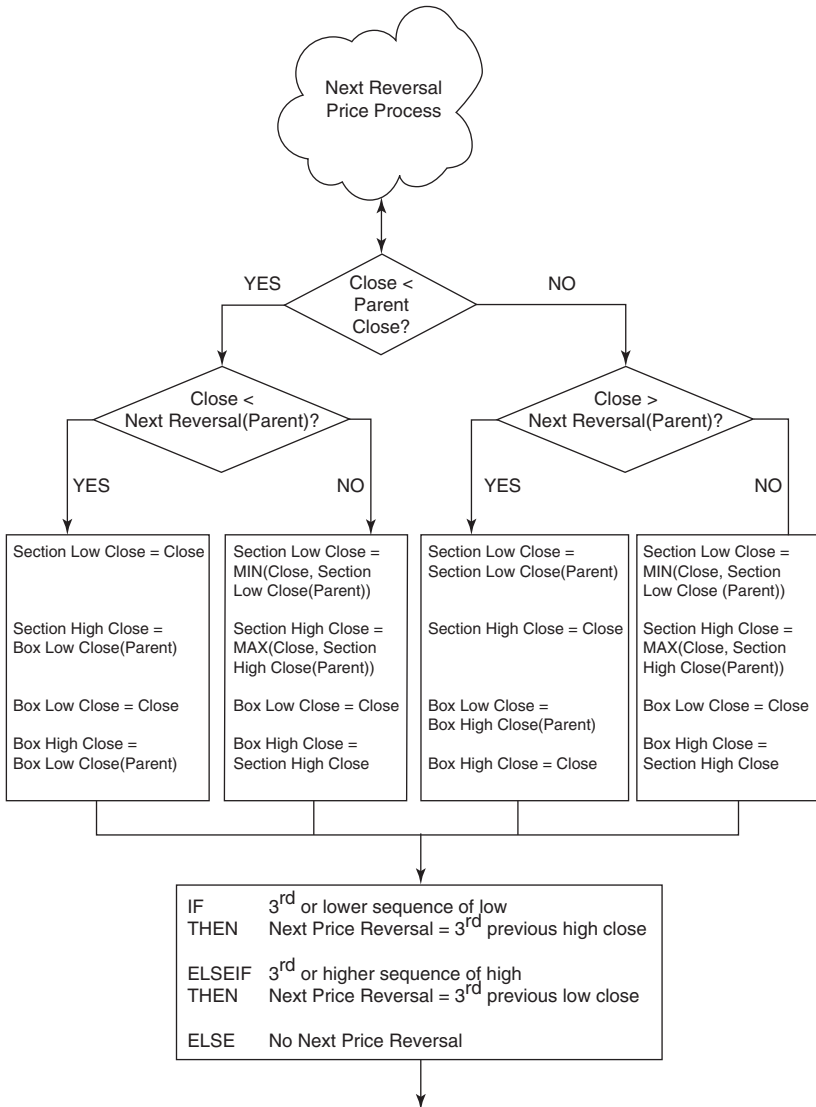 Next Reversal
Price Process
YES
Close <
Parent
Close?
NO
Close <
Next Reversal(Parent)?
Close >
Next Reversal(Parent)?
YES
NO
YES
NO
Section Low Close = Close
Section High Close =
Box Low Close(Parent)
Box Low Close = Close
Box High Close =
Box Low Close(Parent)
Section Low Close =
MIN(Close, Section
Low Close(Parent))
Section High Close =
MAX(Close, Section
High Close(Parent))
Box Low Close = Close
Box High Close =
Section High Close
Section Low Close =
Section Low Close(Parent)
Section High Close = Close
Box Low Close =
Box High Close(Parent)
Box High Close = Close
Section Low Close =
MIN(Close, Section
Low Close (Parent))
Section High Close =
MAX(Close, Section
High Close(Parent))
Box Low Close = Close
Box High Close =
Section High Close
IF 3rd or lower sequence of low
THEN Next Price Reversal = 3rd previous high close
ELSEIF 3rd or higher sequence of high
THEN Next Price Reversal = 3rd previous low close
ELSE No Next Price Reversal